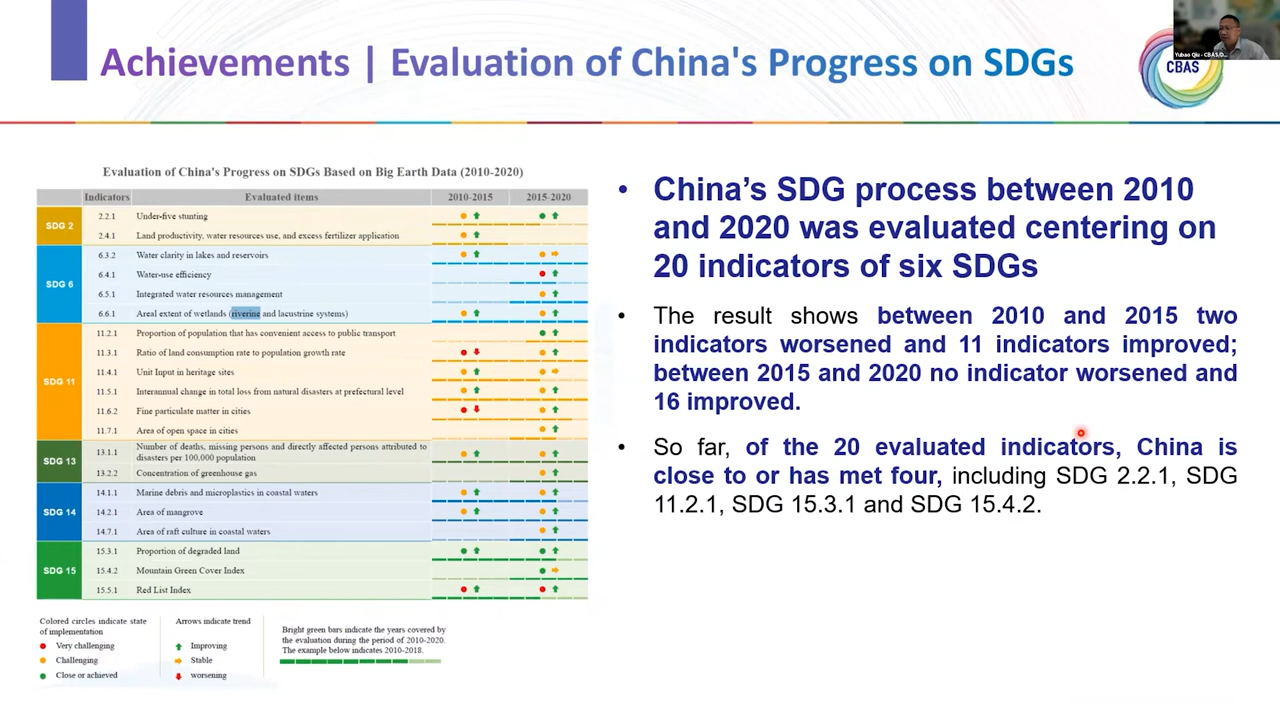 Achievements | Evaluation of China's Progress on SDGs
CBAS
Yubao Qiu - CBAS/D...
Evaluation of China's Progress on SDGs Based on Big Earth Data (2010-2020)
Indicators Evaluated items 2010-2015 2015-2020
SDG 2
2.2.1 Under-five stunting
2.4.1 Land productivity, water resources use, and excess fertilizer application
SDG 6
6.3.2 Water clarity in lakes and reservoirs
6.4.1 Water-use efficiency
6.5.1 Integrated water resources management
6.6.1 Areal extent of wetlands (riverine and lacustrine systems)
SDG 11
11.2.1 Proportion of population that has convenient access to public transport
11.3.1 Ratio of land consumption rate to population growth rate
11.4.1 Unit Input in heritage sites
11.5.1 Interannual change in total loss from natural disasters at prefectural level
11.6.2 Fine particulate matter in cities
11.7.1 Area of open space in cities
SDG 13
13.1.1 Number of deaths, missing persons and directly affected persons attributed to
disasters per 100,000 population
13.2.2 Concentration of greenhouse gas
SDG 14
14.1.1 Marine debris and microplastics in coastal waters
14.2.1 Area of mangrove
14.7.1 Area of raft culture in coastal waters
SDG 15
15.3.1 Proportion of degraded land
15.4.2 Mountain Green Cover Index
15.5.1 Red List Index
Colored circles indicate state
of implementation
Very challenging
Challenging
Close or achieved
Arrows indicate trend
Improving
Stable
worsening
Bright green bars indicate the years covered by
the evaluation during the period of 2010-2020.
The example below indicates 2010-2018.
• China's SDG process between 2010
and 2020 was evaluated centering on
20 indicators of six SDGs
• The result shows between 2010 and 2015 two
indicators worsened and 11 indicators improved;
between 2015 and 2020 no indicator worsened and
16 improved.
• So far, of the 20 evaluated indicators, China is
close to or has met four, including SDG 2.2.1, SDG
11.2.1, SDG 15.3.1 and SDG 15.4.2.